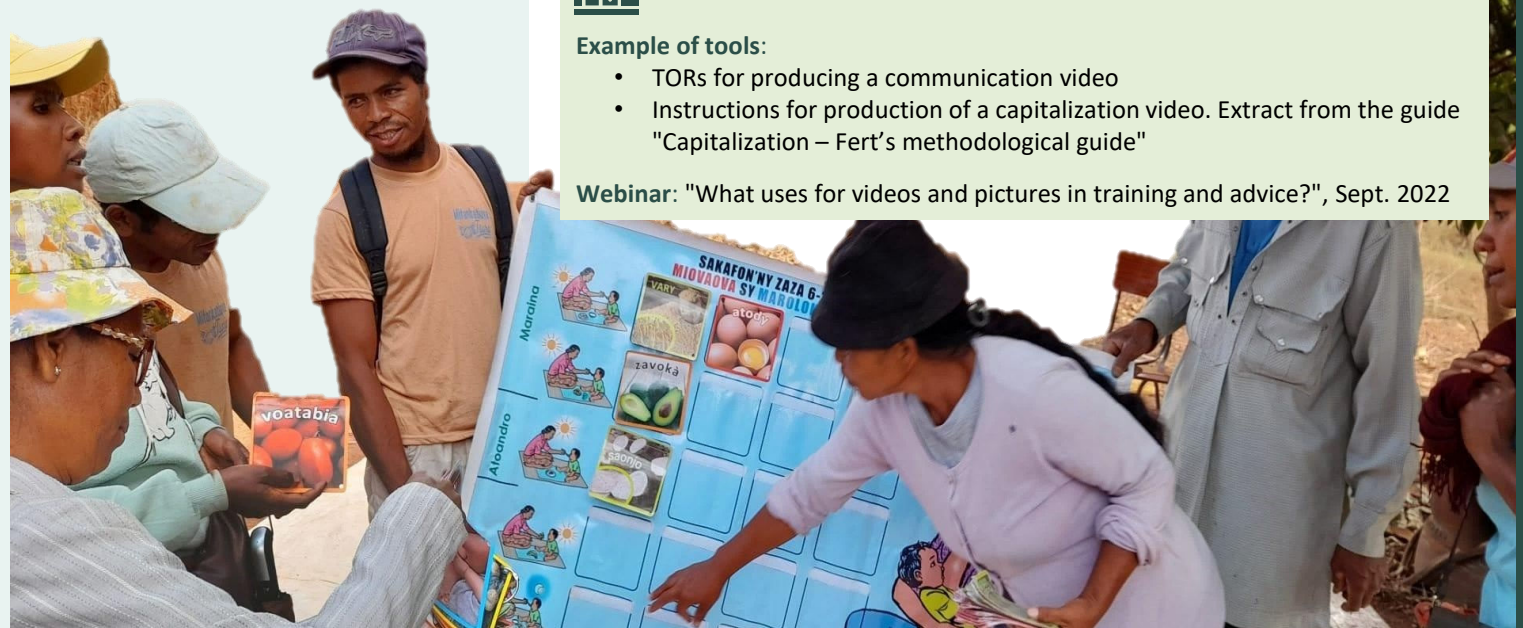 Example of tools:
• TORs for producing a communication video
• Instructions for production of a capitalization video. Extract from the guide
"Capitalization – Fert’s methodological guide"
Webinar: "What uses for videos and pictures in training and advice?", Sept. 2022
SAKAFON'NY ZAZA 6-
MIOVAOVA SY MAROLO
Maraina
VARY
atody
zavokà
voatabia
Atoandro
saonjo